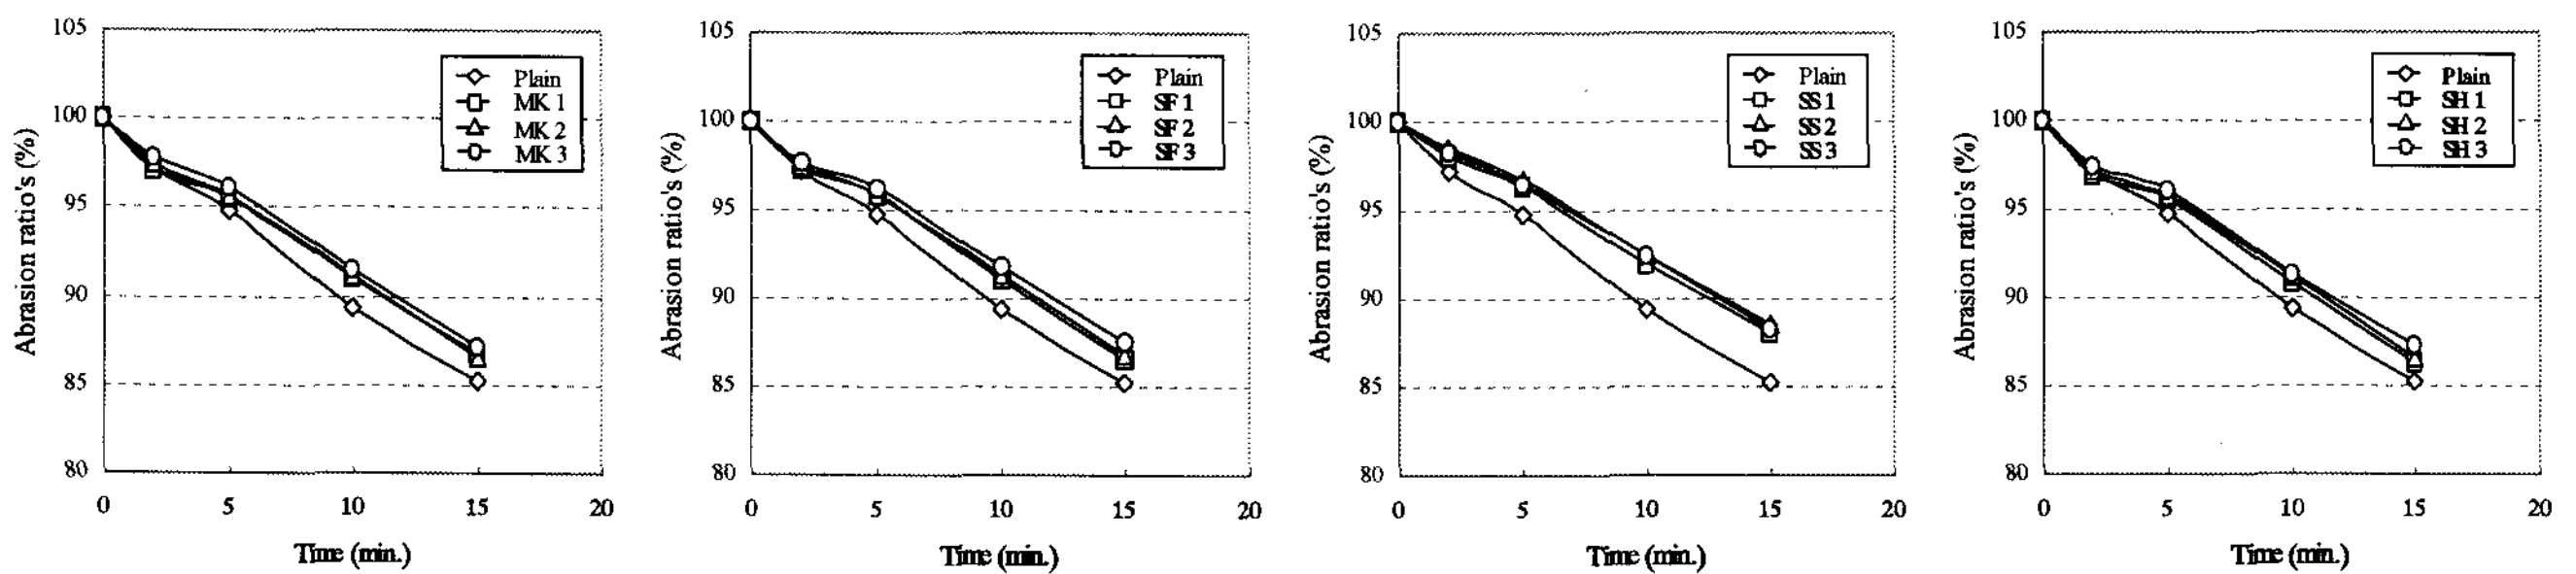 105
100
95
90
85
80
0 5 10 15 20
Abrasion ratio's (%)
Time (min.)
Plain
MK 1
MK 2
MK 3
105
100
95
90
85
80
0 5 10 15 20
Abrasion ratio's (%)
Time (min.)
Plain
SF 1
SF 2
SF 3
105
100
95
90
85
80
0 5 10 15 20
Abrasion ratio's (%)
Time (min.)
Plain
SS 1
SS 2
SS 3
105
100
95
90
85
80
0 5 10 15 20
Abrasion ratio's (%)
Time (min.)
Plain
SH 1
SH 2
SH 3